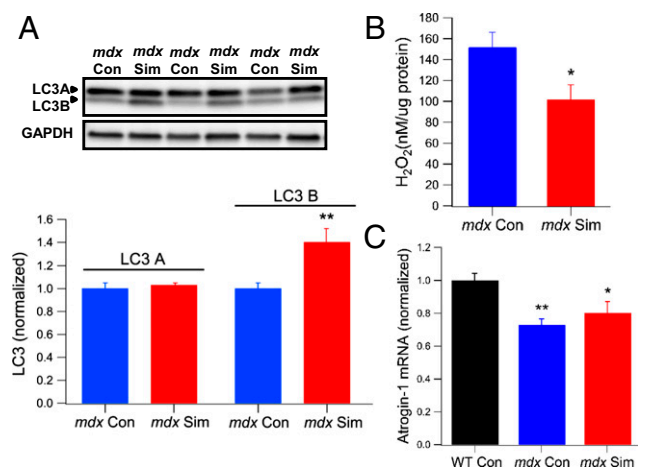 A
mdx mdx mdx mdx mdx mdx
Con Sim Con Sim Con Sim
LC3A
LC3B
GAPDH
LC3 B
LC3 A
**
LC3 (normalized)
1.6
1.4
1.2
1.0
0.8
0.6
0.4
0.2
0.0
mdx Con mdx Sim mdx Con mdx Sim
B
H2O2(nM/ug protein)
180
160
140
120
100
80
60
40
20
0
*
mdx Con mdx Sim
C
Atrogin-1 mRNA (normalized)
1.2
1.0
0.8
0.6
0.4
0.2
0.0
**
*
WT Con mdx Con mdx Sim